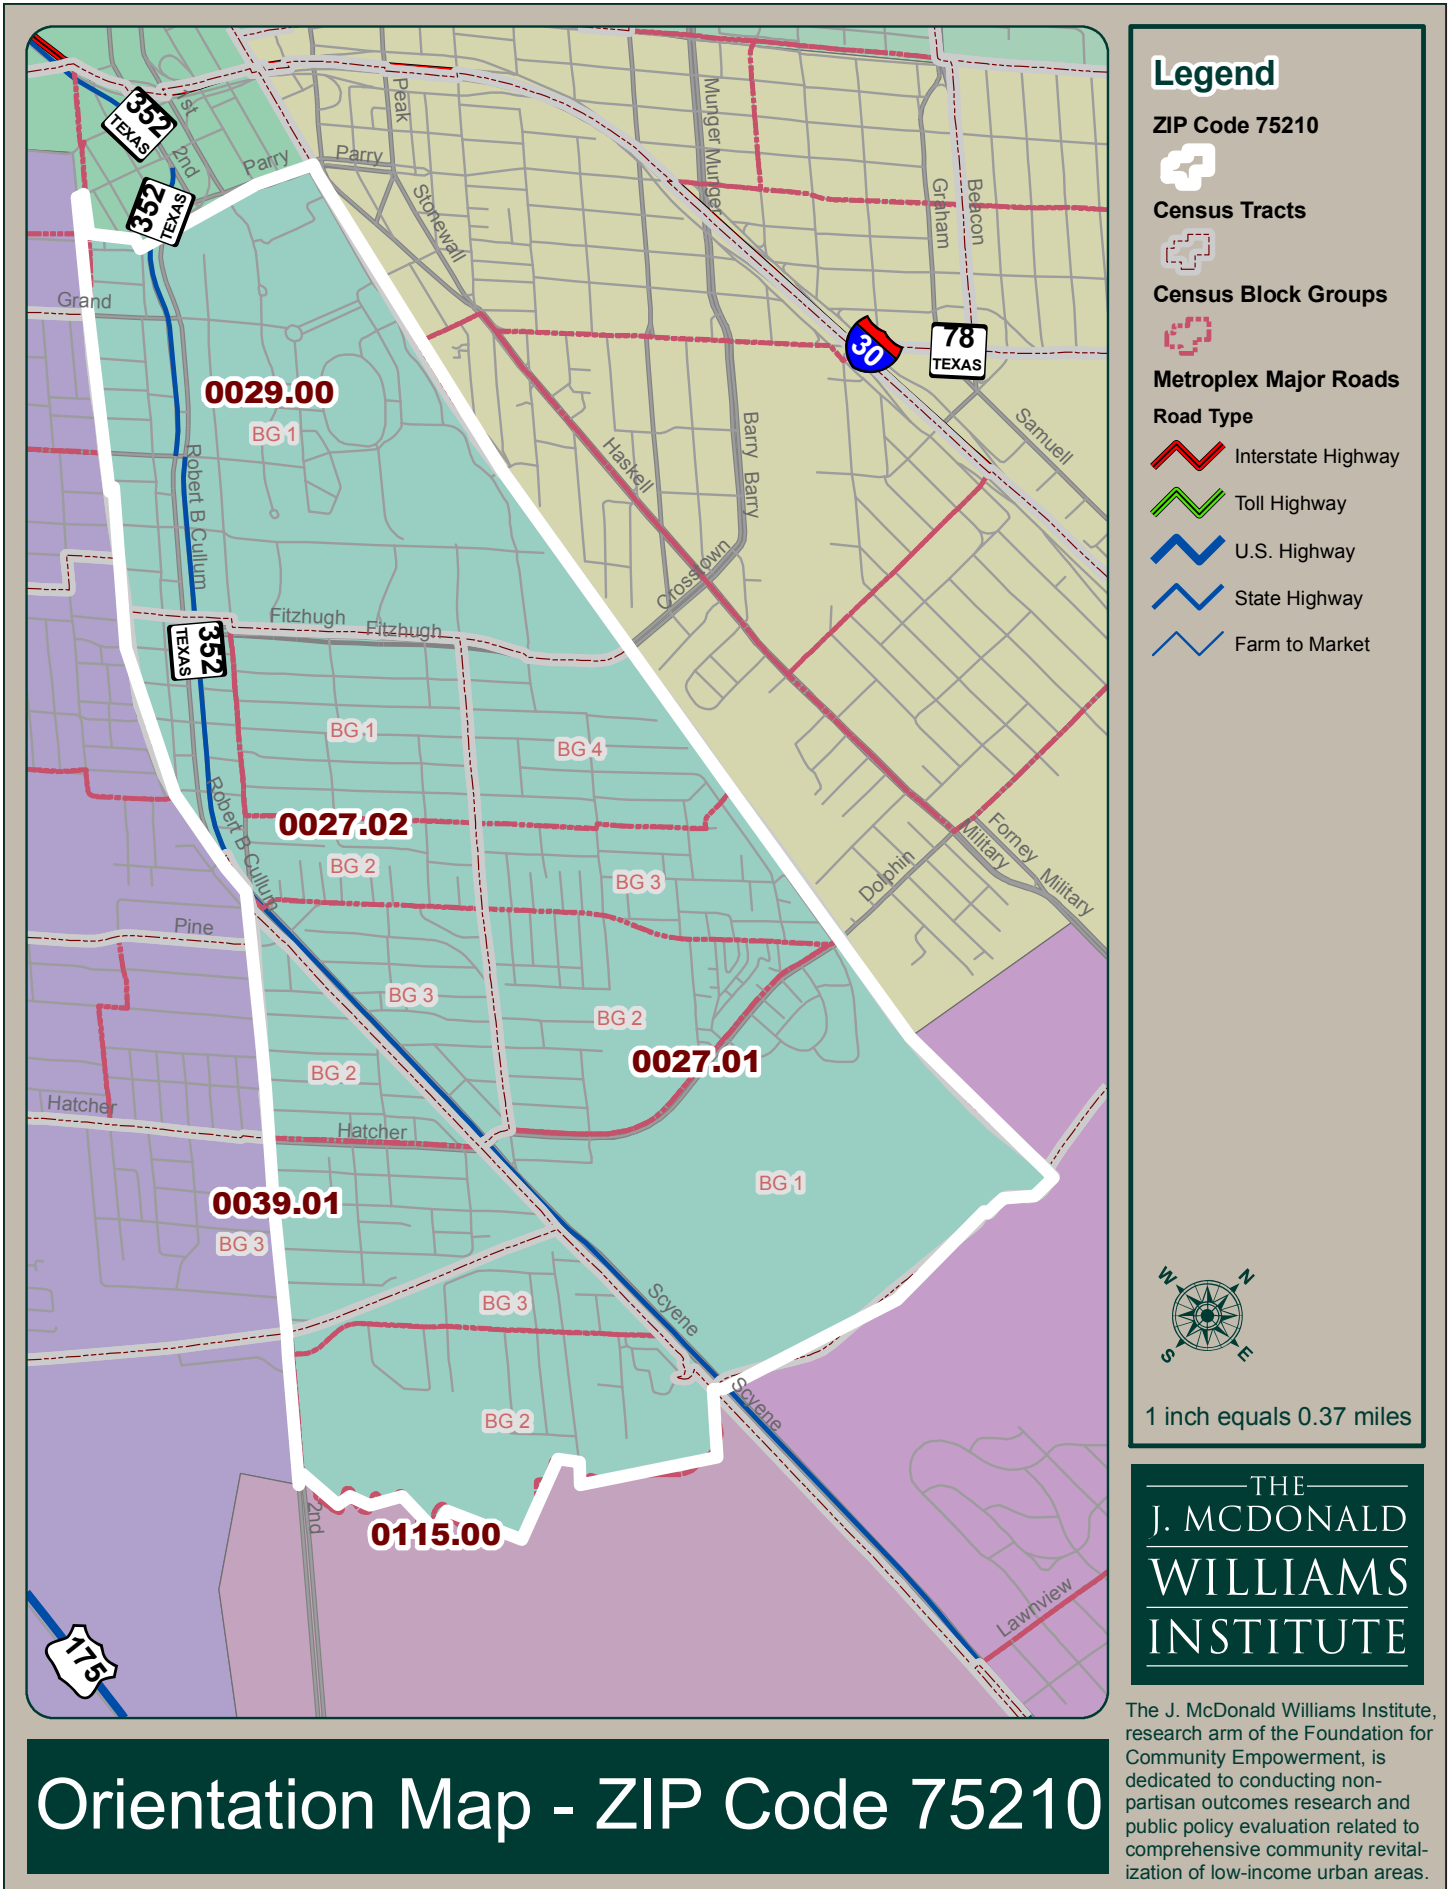 352
TEXAS
1st
2nd
Parry
Parry
Peak
Stonewall
Munger
Munger
Graham
Beacon
352
TEXAS
Grand
0029.00
BG 1
30
78
TEXAS
Samuell
Haskell
Barry
Barry
Crosstown
Robert B Cullum
Fitzhugh
Fitzhugh
352
TEXAS
BG 1
BG 4
Robert B Cullum
0027.02
BG 2
BG 3
Dolphin
Forney
Military
Military
Pine
BG 3
BG 2
0027.01
BG 2
Hatcher
Hatcher
BG 1
0039.01
BG 3
BG 3
Scyene
Scyene
BG 2
2nd
0115.00
Lawnview
175
Orientation Map - ZIP Code 75210
Legend
ZIP Code 75210
Census Tracts
Census Block Groups
Metroplex Major Roads
Road Type
Interstate Highway
Toll Highway
U.S. Highway
State Highway
Farm to Market
W
N
S
E
1 inch equals 0.37 miles
THE
J. MCDONALD
WILLIAMS
INSTITUTE
The J. McDonald Williams Institute,
research arm of the Foundation for
Community Empowerment, is
dedicated to conducting non-
partisan outcomes research and
public policy evaluation related to
comprehensive community revital-
ization of low-income urban areas.